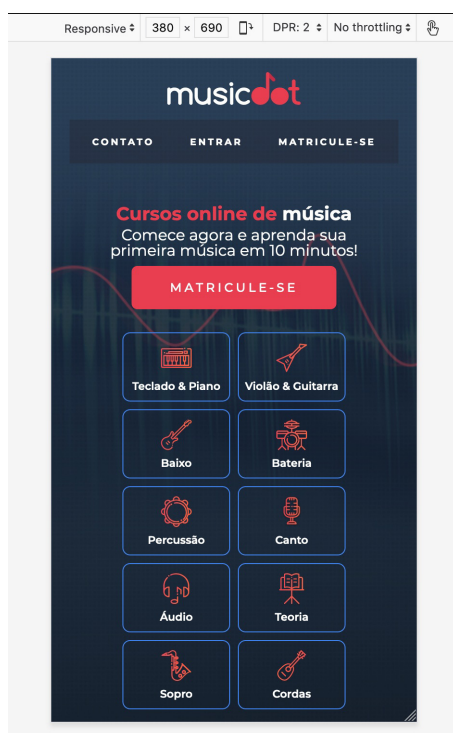 Responsive 380 × 690 DPR: 2 No throttling
musicdot
CONTATO ENTRAR MATRICULE-SE
Cursos online de música
Comece agora e aprenda sua
primeira música em 10 minutos!
MATRICULE-SE
Teclado & Piano Violão & Guitarra
Baixo Bateria
Percussão Canto
Áudio Teoria
Sopro Cordas